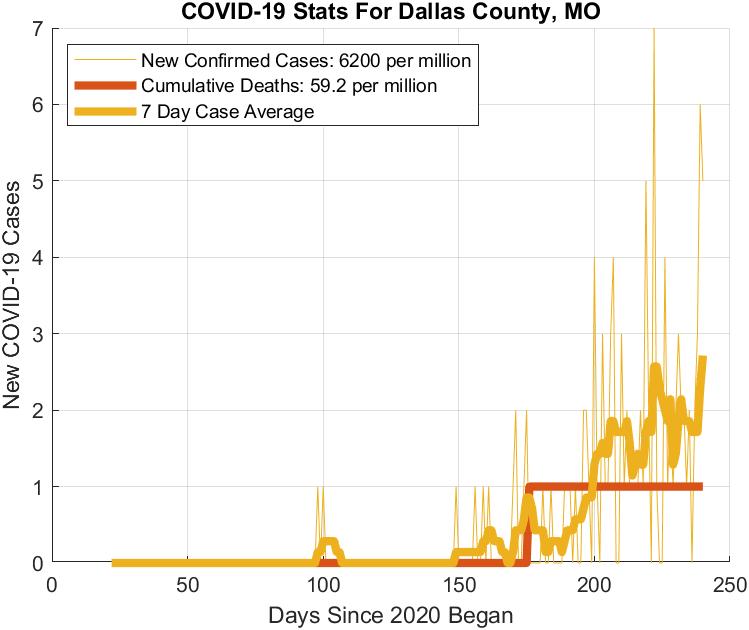 COVID-19 Stats For Dallas County, MO
New Confirmed Cases: 6200 per million
Cumulative Deaths: 59.2 per million
7 Day Case Average
New COVID-19 Cases
7
6
5
4
3
2
1
0
0 50 100 150 200 250
Days Since 2020 Began